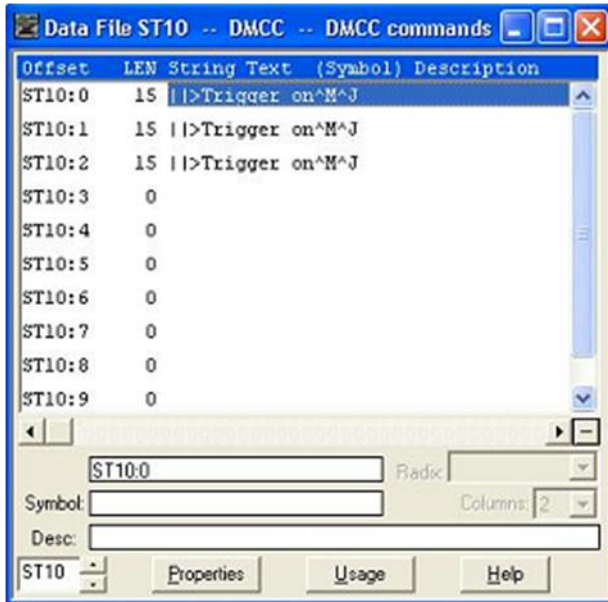 Data File ST10 -- DMCC -- DMCC commands
Offset LEN String Text (Symbol) Description
ST10:0 15 ||>Trigger on^M^J
ST10:1 15 ||>Trigger on^M^J
ST10:2 15 ||>Trigger on^M^J
ST10:3 0
ST10:4 0
ST10:5 0
ST10:6 0
ST10:7 0
ST10:8 0
ST10:9 0
ST10:0 Radix:
Symbol: Columns: 2
Desc:
ST10 Properties Usage Help